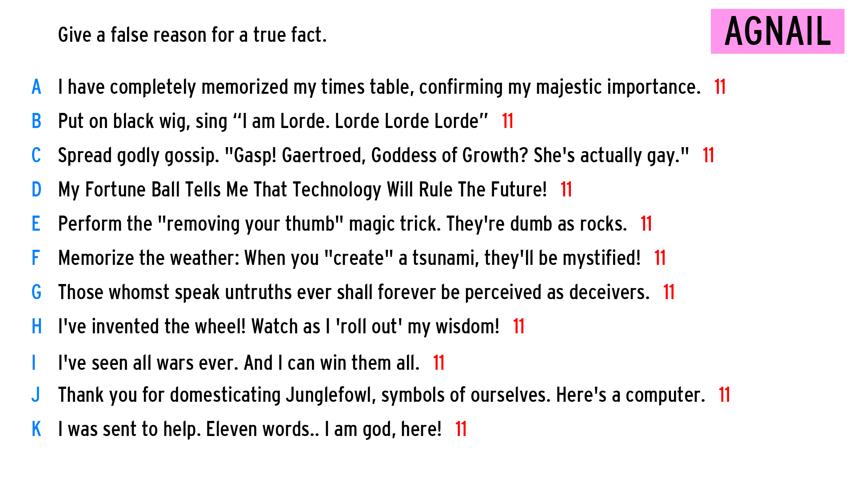 Give a false reason for a true fact.
AGNAIL
A I have completely memorized my times table, confirming my majestic importance. 11
B Put on black wig, sing “I am Lorde. Lorde Lorde Lorde” 11
C Spread godly gossip. "Gasp! Gaertroed, Goddess of Growth? She's actually gay." 11
D My Fortune Ball Tells Me That Technology Will Rule The Future! 11
E Perform the "removing your thumb" magic trick. They're dumb as rocks. 11
F Memorize the weather: When you "create" a tsunami, they'll be mystified! 11
G Those whomst speak untruths ever shall forever be perceived as deceivers. 11
H I've invented the wheel! Watch as I 'roll out' my wisdom! 11
I I've seen all wars ever. And I can win them all. 11
J Thank you for domesticating Junglefowl, symbols of ourselves. Here's a computer. 11
K I was sent to help. Eleven words.. I am god, here! 11